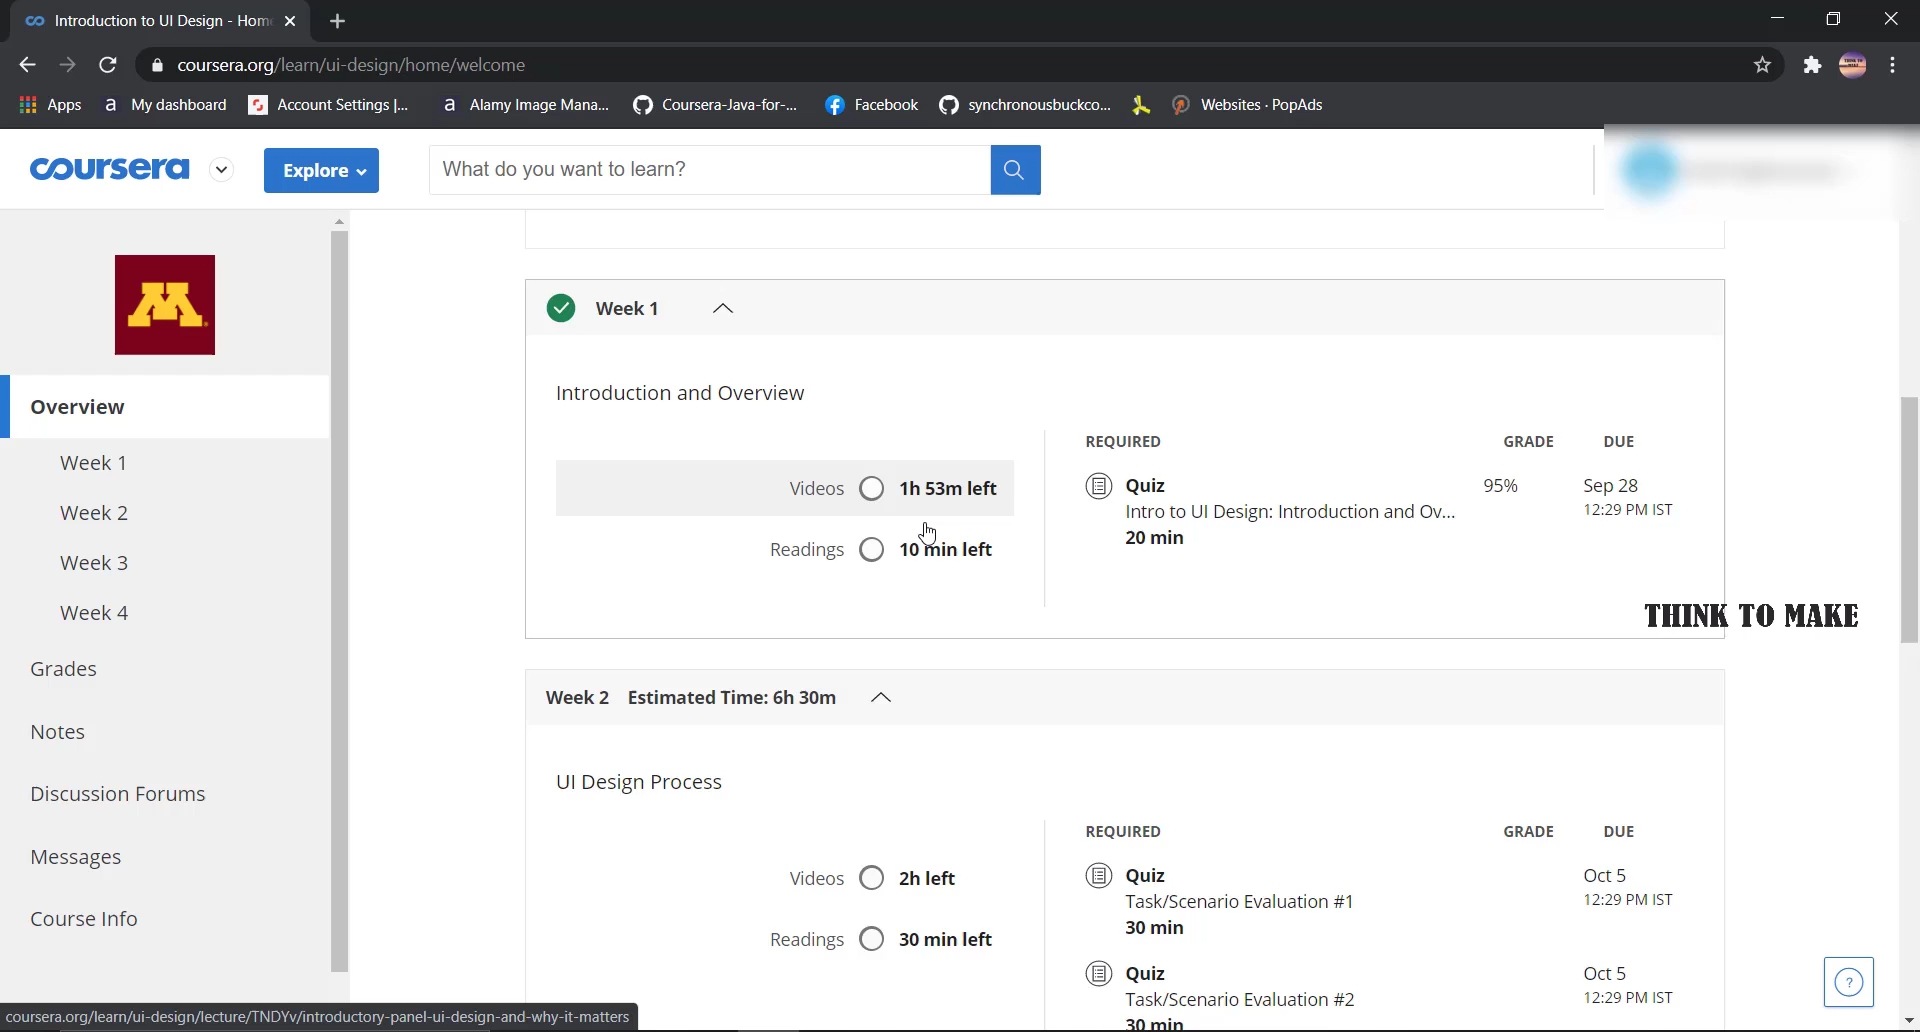 Introduction to UI Design - Hom
coursera.org/learn/ui-design/home/welcome
Apps
a My dashboard
Account Settings |...
a Alamy Image Mana...
Coursera-Java-for-...
Facebook
synchronousbuckco...
Websites · PopAds
coursera
Explore
What do you want to learn?
M
Overview
Week 1
Week 2
Week 3
Week 4
Grades
Notes
Discussion Forums
Messages
Course Info
Week 1
Introduction and Overview
Videos 1h 53m left
Readings 10 min left
REQUIRED GRADE DUE
Quiz 95% Sep 28
Intro to UI Design: Introduction and Ov... 12:29 PM IST
20 min
THINK TO MAKE
Week 2 Estimated Time: 6h 30m
UI Design Process
Videos 2h left
Readings 30 min left
REQUIRED GRADE DUE
Quiz Oct 5
Task/Scenario Evaluation #1 12:29 PM IST
30 min
Quiz Oct 5
Task/Scenario Evaluation #2 12:29 PM IST
30 min
?
coursera.org/learn/ui-design/lecture/TNDYv/introductory-panel-ui-design-and-why-it-matters